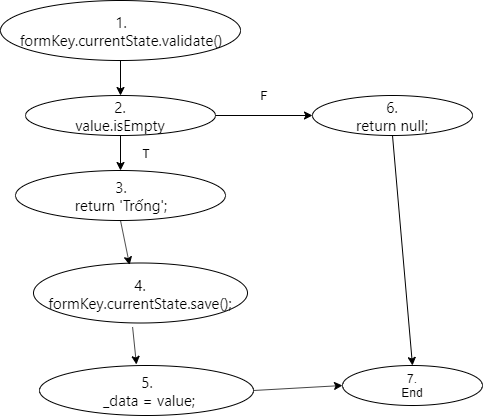 1.
formKey.currentState.validate()
F
2.
value.isEmpty
6.
return null;
T
3.
return 'Trống';
4.
formKey.currentState.save();
5.
_data = value;
7.
End